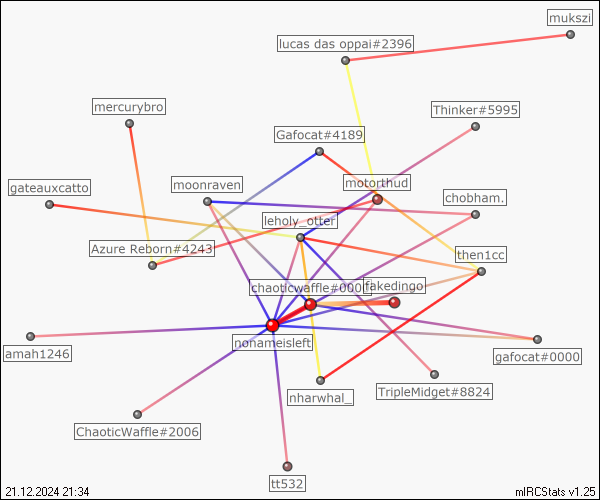 mukszi
lucas das oppai#2396
mercurybro
Thinker#5995
Gafocat#4189
gateauxcatto
moonraven
motorthud
chobham.
leholy_otter
Azure Reborn#4243
then1cc
chaoticwaffle#0000
fakedingo
nonameisleft
amah1246
gafocat#0000
nharwhal_
TripleMidget#8824
ChaoticWaffle#2006
tt532
21.12.2024 21:34
mIRCStats v1.25